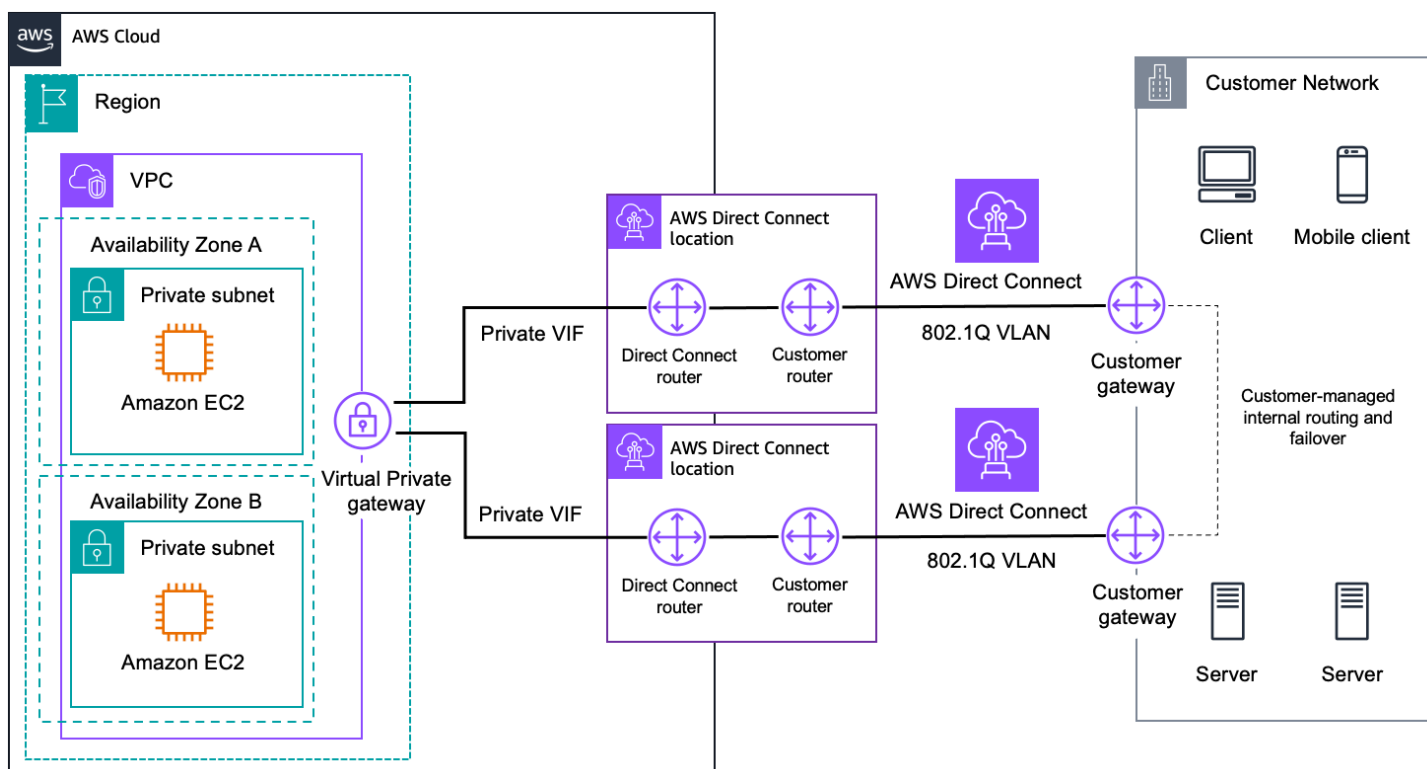 aws
AWS Cloud
Region
VPC
Availability Zone A
Private subnet
Amazon EC2
Availability Zone B
Private subnet
Amazon EC2
Virtual Private
gateway
Private VIF
Private VIF
AWS Direct Connect
location
Direct Connect
router
Customer
router
AWS Direct Connect
location
Direct Connect
router
Customer
router
AWS Direct Connect
802.1Q VLAN
AWS Direct Connect
802.1Q VLAN
Customer Network
Client
Mobile client
Customer
gateway
Customer-managed
internal routing and
failover
Customer
gateway
Server
Server